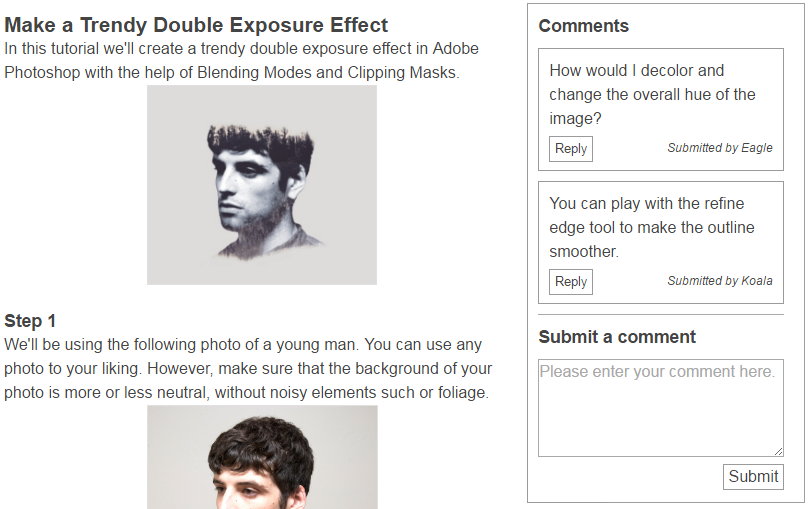 Make a Trendy Double Exposure Effect
In this tutorial we'll create a trendy double exposure effect in Adobe
Photoshop with the help of Blending Modes and Clipping Masks.
Step 1
We'll be using the following photo of a young man. You can use any
photo to your liking. However, make sure that the background of your
photo is more or less neutral, without noisy elements such or foliage.
Comments
How would I decolor and
change the overall hue of the
image?
Reply Submitted by Eagle
You can play with the refine
edge tool to make the outline
smoother.
Reply Submitted by Koala
Submit a comment
Please enter your comment here.
Submit